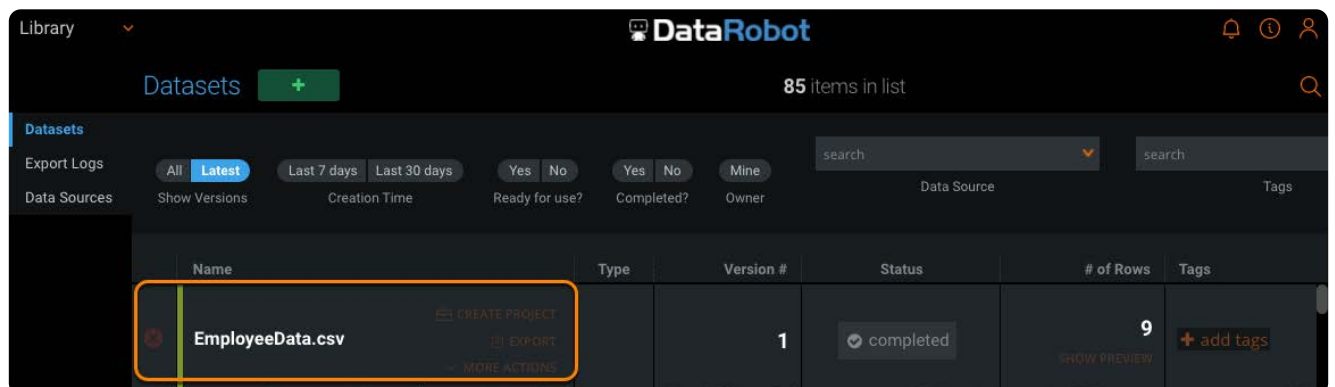 Library
DataRobot
Datasets +
85 items in list
Datasets
Export Logs
Data Sources
All Latest
Show Versions
Last 7 days Last 30 days
Creation Time
Yes No
Ready for use?
Yes No
Completed?
Mine
Owner
search
Data Source
search
Tags
Name Type Version # Status # of Rows Tags
EmployeeData.csv
CREATE PROJECT
EXPORT
MORE ACTIONS
1
completed
9
SHOW PREVIEW
+ add tags